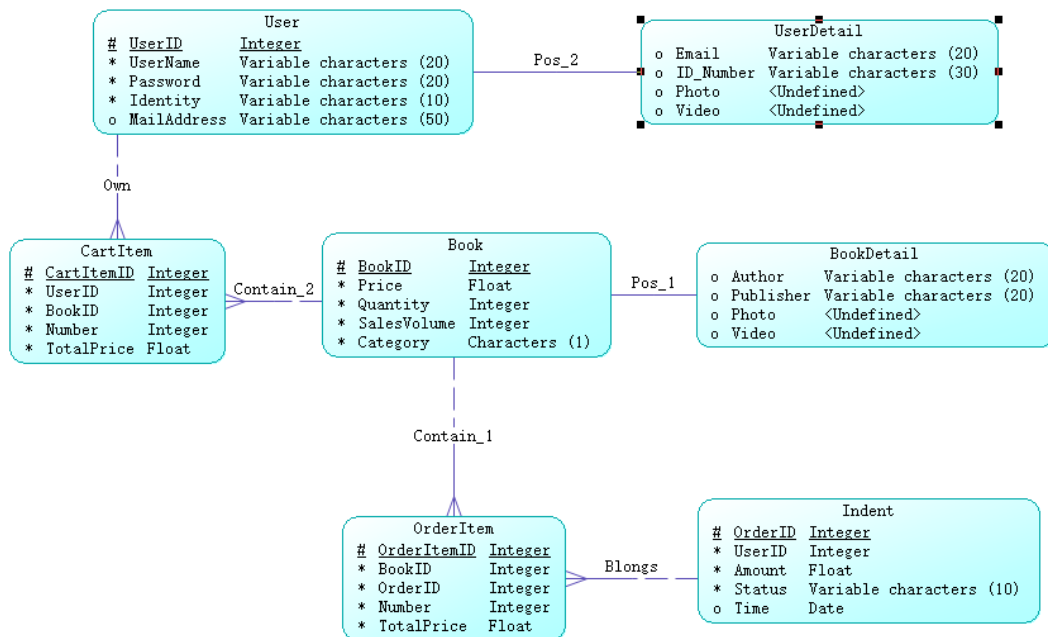 User
# UserID Integer
* UserName Variable characters (20)
* Password Variable characters (20)
* Identity Variable characters (10)
o MailAddress Variable characters (50)
Pos_2
UserDetail
o Email Variable characters (20)
o ID_Number Variable characters (30)
o Photo <Undefined>
o Video <Undefined>
Own
CartItem
# CartItemID Integer
* UserID Integer
* BookID Integer
* Number Integer
* TotalPrice Float
Contain_2
Book
# BookID Integer
* Price Float
* Quantity Integer
* SalesVolume Integer
* Category Characters (1)
Pos_1
BookDetail
o Author Variable characters (20)
o Publisher Variable characters (20)
o Photo <Undefined>
o Video <Undefined>
Contain_1
OrderItem
# OrderItemID Integer
* BookID Integer
* OrderID Integer
* Number Integer
* TotalPrice Float
Blongs
Indent
# OrderID Integer
* UserID Integer
* Amount Float
* Status Variable characters (10)
o Time Date